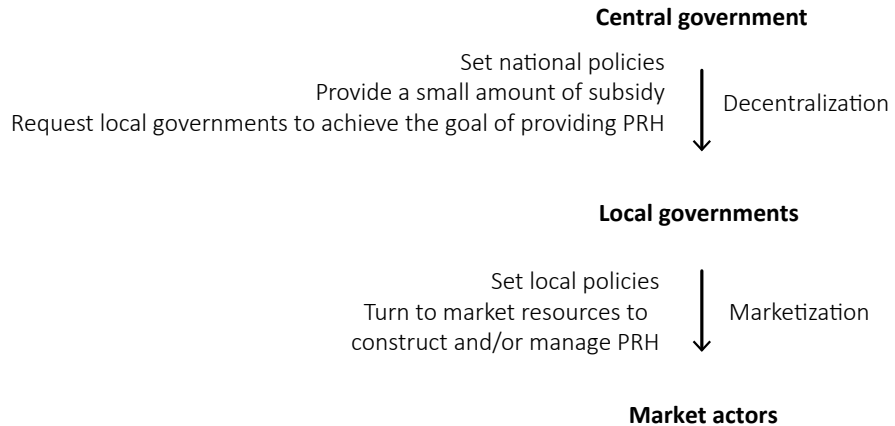 Central government
Set national policies
Provide a small amount of subsidy
Request local governments to achieve the goal of providing PRH
Decentralization
Local governments
Set local policies
Turn to market resources to
construct and/or manage PRH
Marketization
Market actors